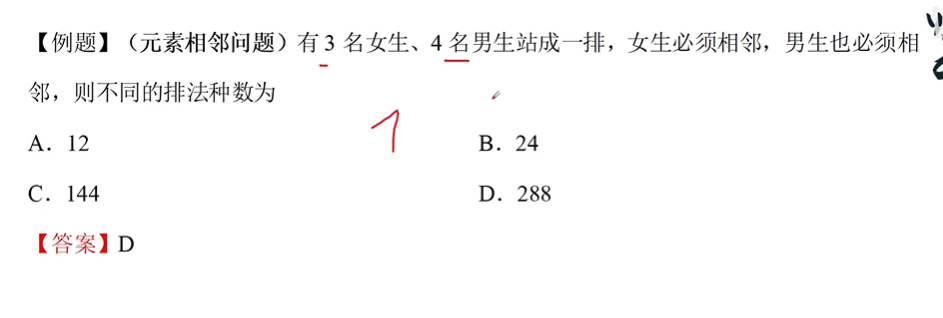 【例题】（元素相邻问题）有 3 名女生、4 名男生站成一排，女生必须相邻，男生也必须相
邻，则不同的排法种数为
A．12
B．24
C．144
D．288
【答案】D